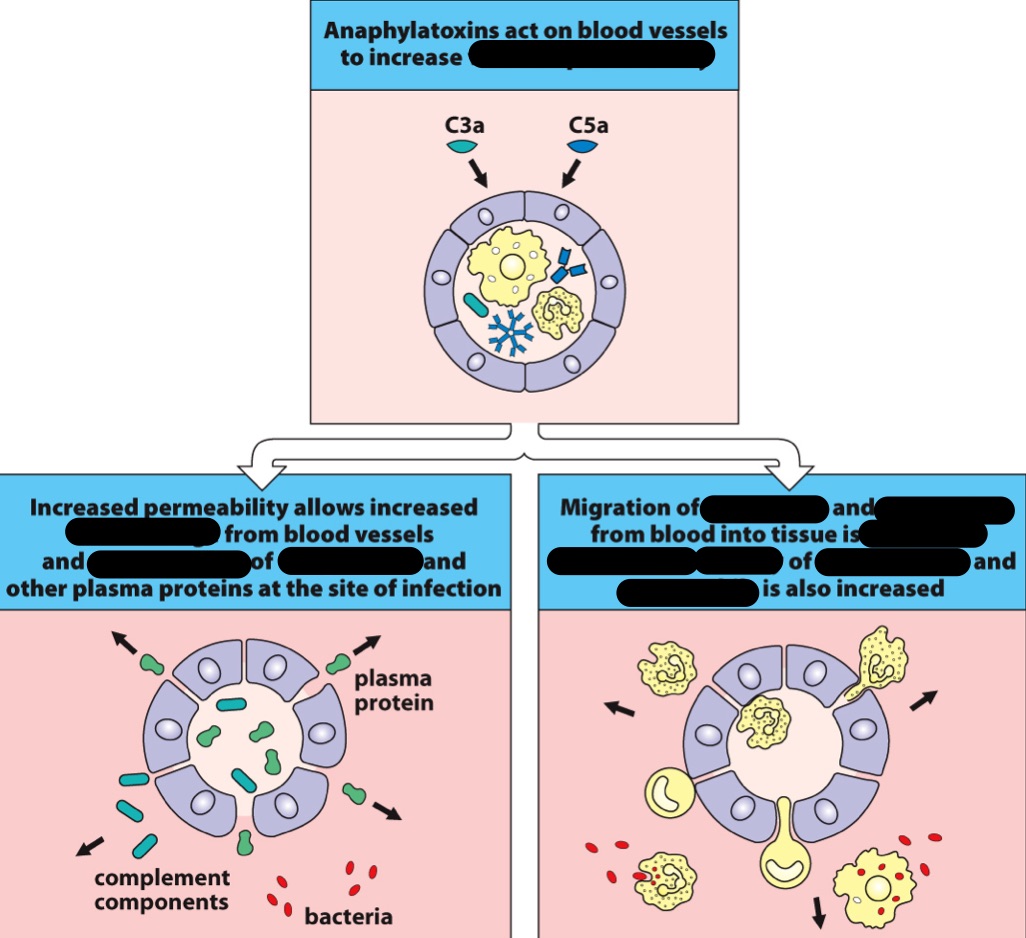 Anaphylatoxins act on blood vessels
to increase
C3a
C5a
Increased permeability allows increased
from blood vessels
and of and
other plasma proteins at the site of infection
plasma
protein
complement
components
bacteria
Migration of and
from blood into tissue is
of and
is also increased